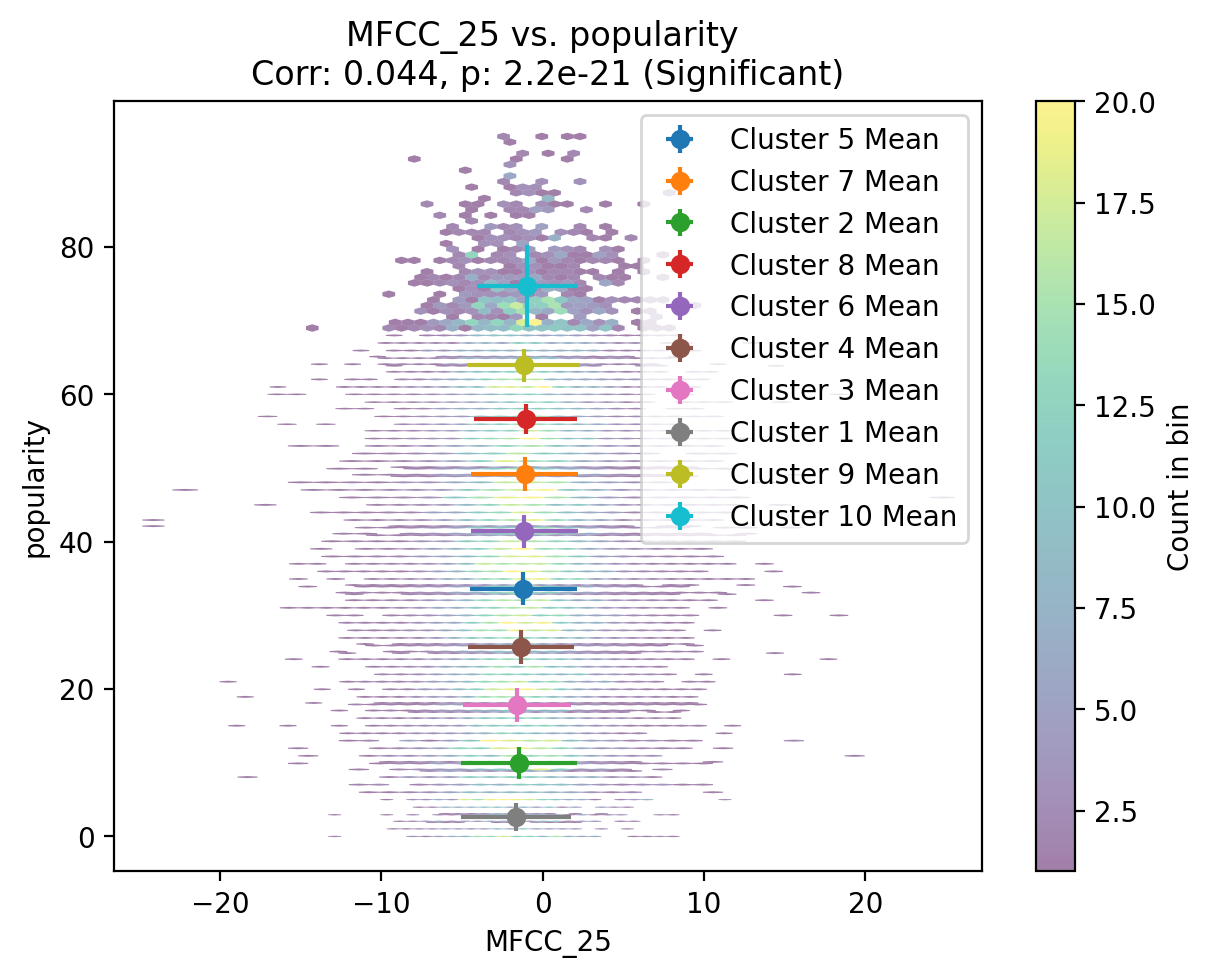 MFCC_25 vs. popularity
Corr: 0.044, p: 2.2e-21 (Significant)
popularity
80
60
40
20
0
−20
−10
0
10
20
MFCC_25
Cluster 5 Mean
Cluster 7 Mean
Cluster 2 Mean
Cluster 8 Mean
Cluster 6 Mean
Cluster 4 Mean
Cluster 3 Mean
Cluster 1 Mean
Cluster 9 Mean
Cluster 10 Mean
20.0
17.5
15.0
12.5
10.0
7.5
5.0
2.5
Count in bin